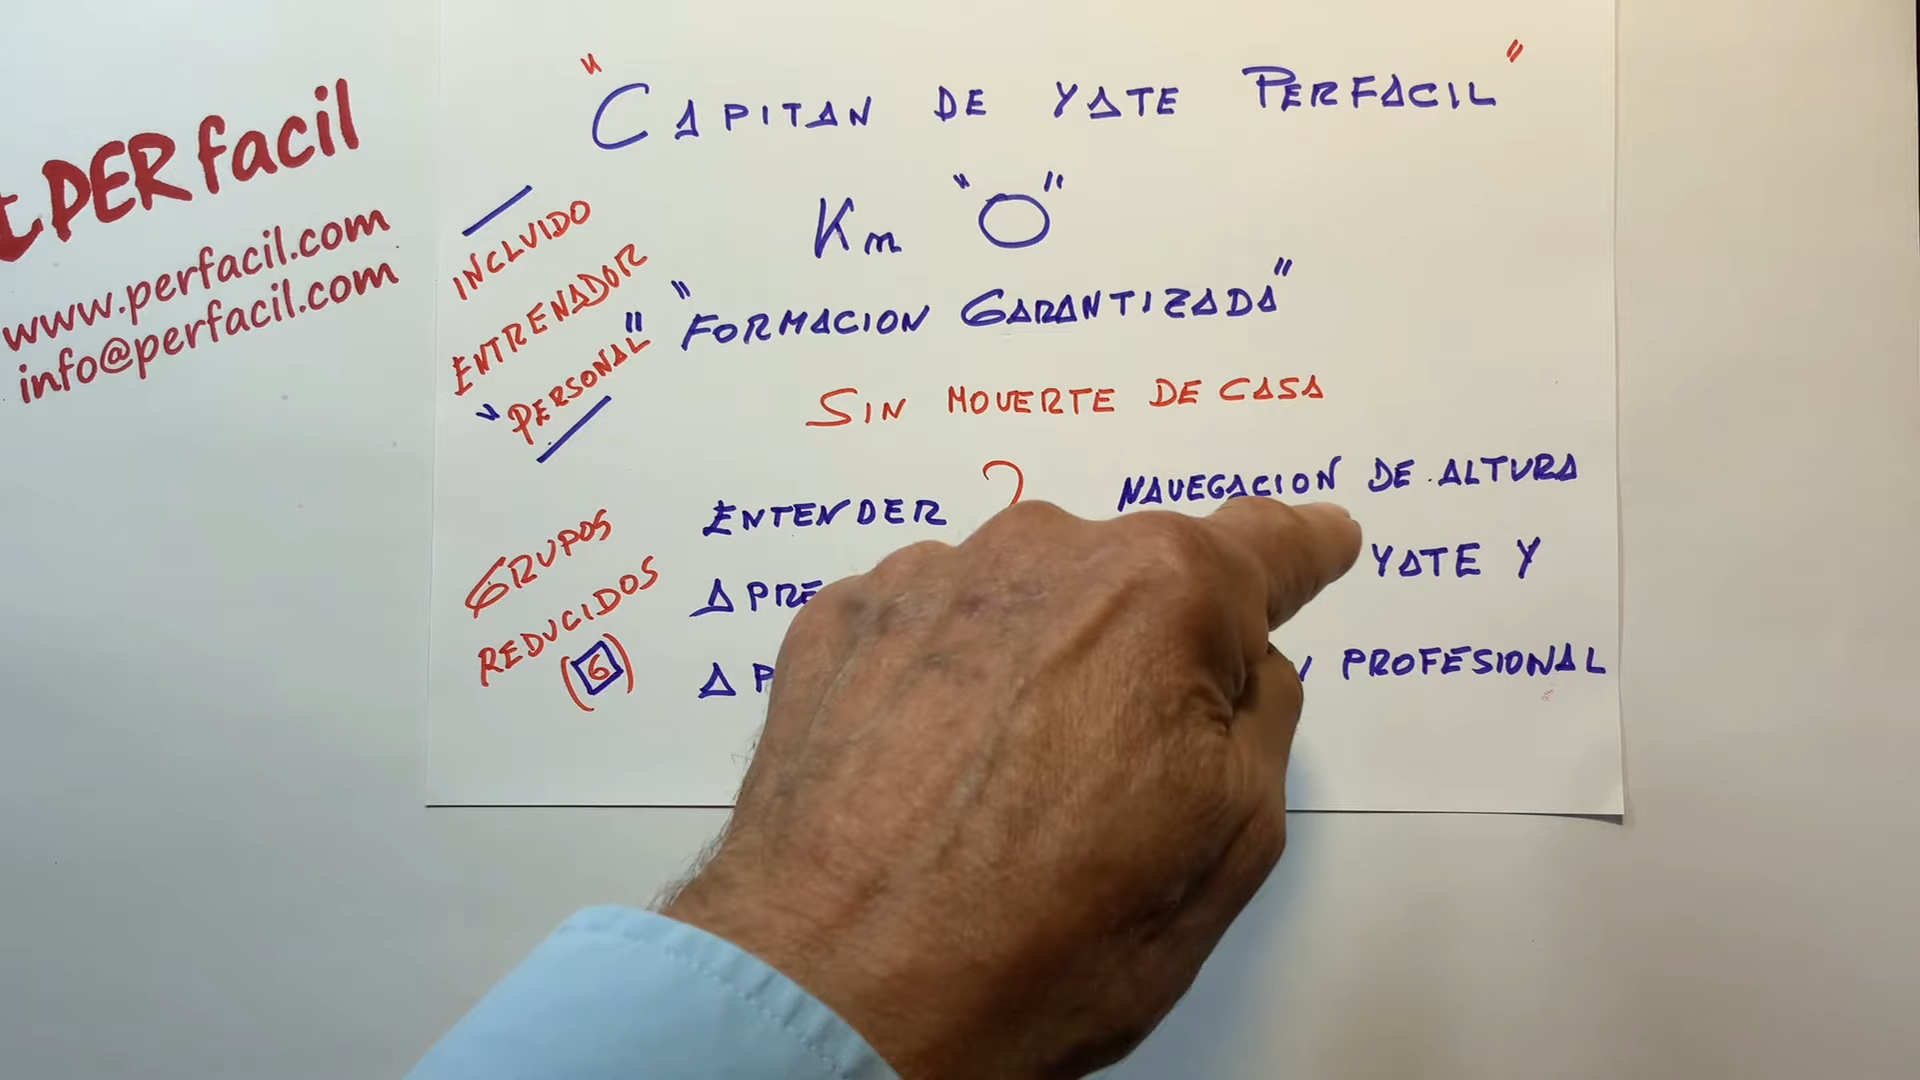 PERfacil
www.perfacil.com
info@perfacil.com
"CAPITAN DE YATE PERFACIL"
Km "O"
INCLUIDO
ENTRENADOR
"PERSONAL"
"FORMACION GARANTIZADA"
SIN MOVERTE DE CASA
GRUPOS
REDUCIDOS
(6)
ENTENDER
NAVEGACION DE ALTURA
YATE Y
PROFESIONAL